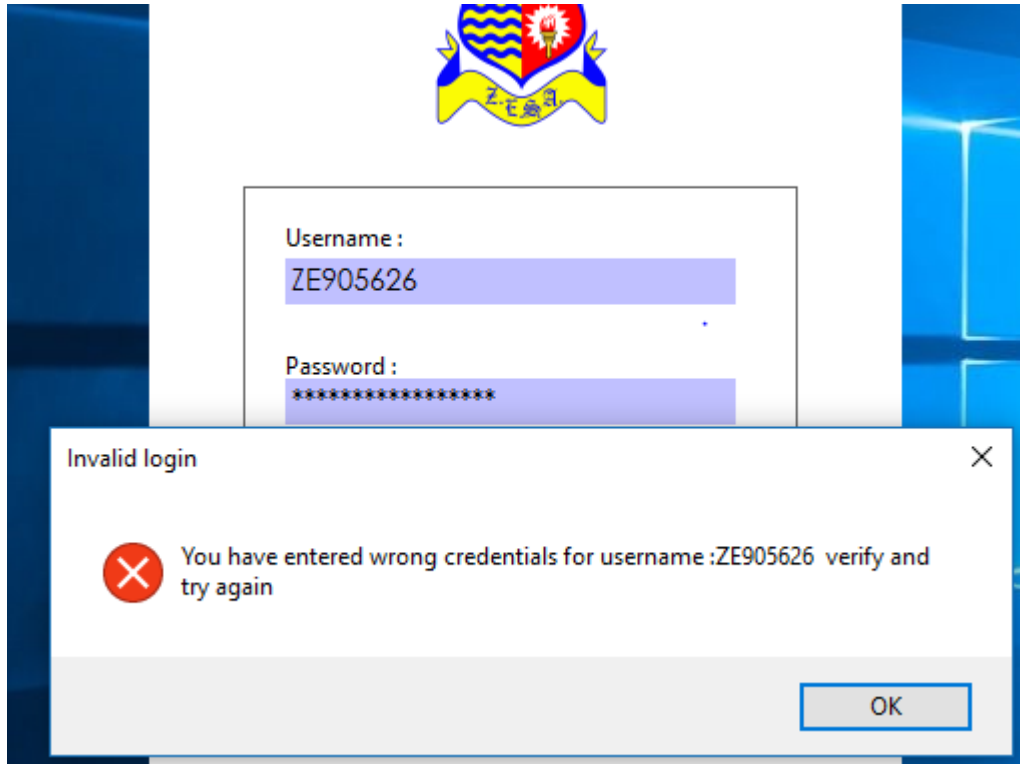 Z.E.S.A.
Username :
ZE905626
Password :
*****************
Invalid login
You have entered wrong credentials for username :ZE905626  verify and
try again
OK